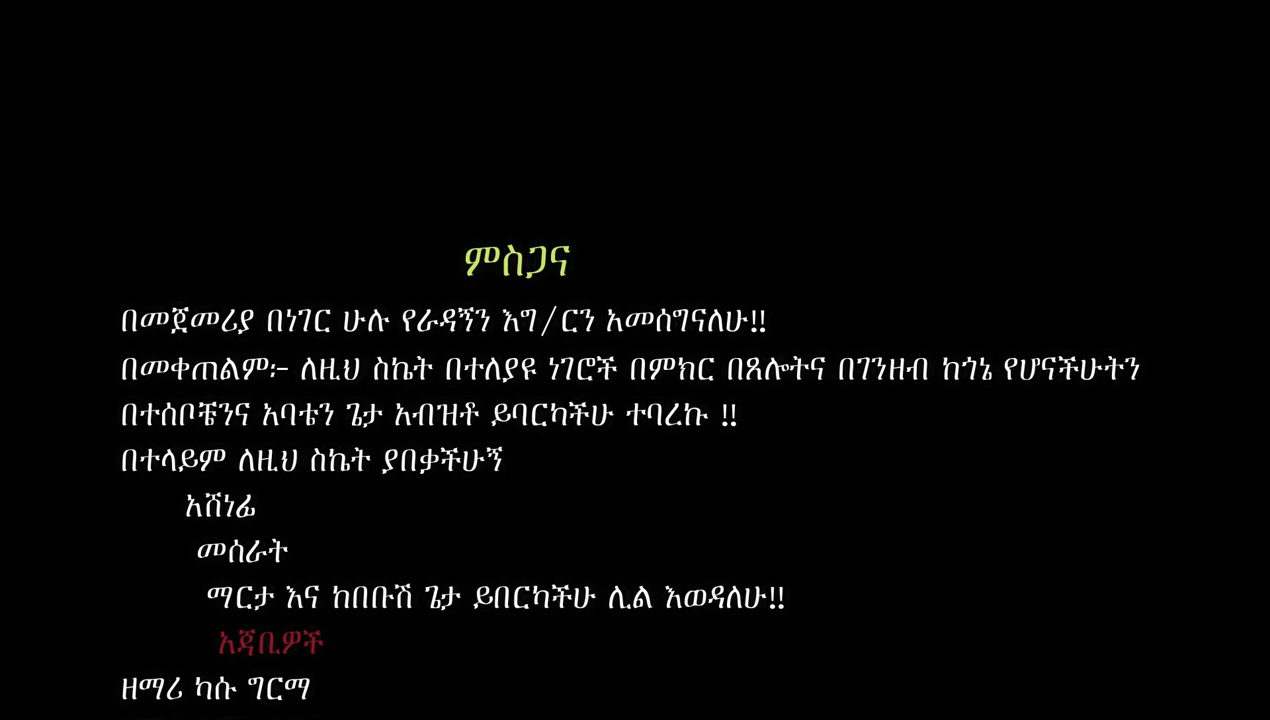 ምስጋና
በመጀመሪያ በነገር ሁሉ የራዳኝን እግ/ርን አመሰግናለሁ!!
በመቀጠልም፡- ለዚህ ስኬት በተለያዩ ነገሮች በምክር በጸሎትና በገንዘብ ከጎኔ የሆናችሁትን
በተሰቦቼንና አባቴን ጌታ አብዝቶ ይባርካችሁ ተባረኩ !!
በተላይም ለዚህ ስኬት ያበቃችሁኝ
አሸነፊ
መሰራት
ማርታ እና ከበቡሽ ጌታ ይበርካችሁ ሲል እወዳለሁ!!
አጃቢዎች
ዘማሪ ካሱ ግርማ